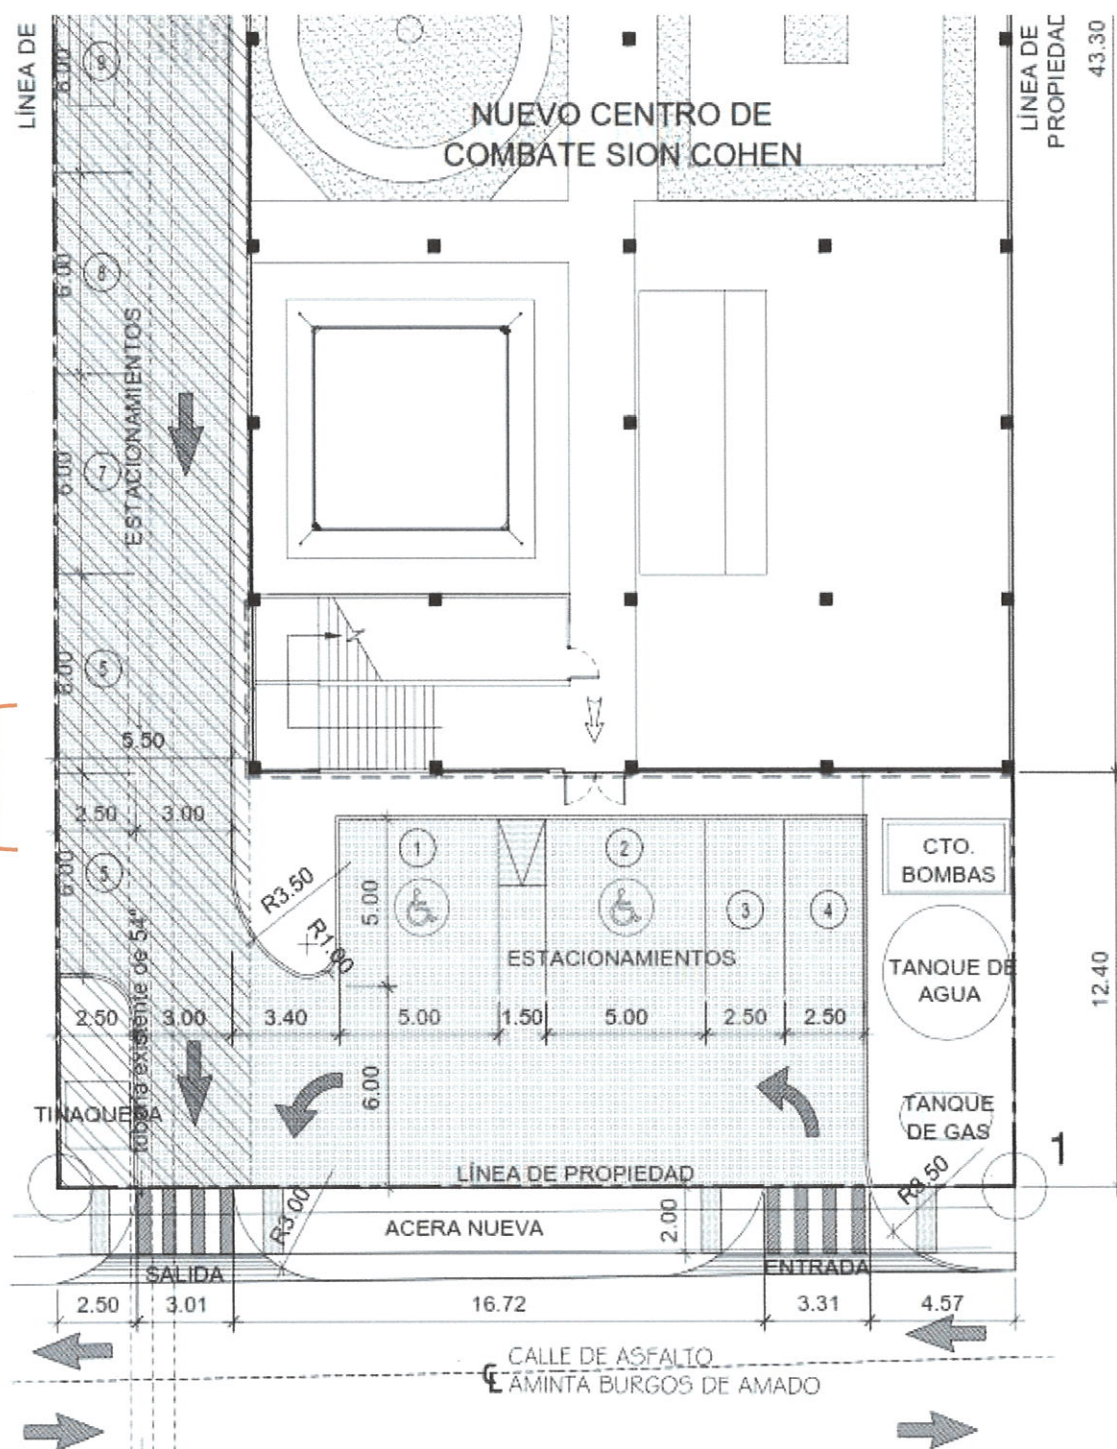 LÍNEA DE
6.00
9
NUEVO CENTRO DE
COMBATE SION COHEN
LÍNEA DE
PROPIEDAD
43.30
6.00
8
ESTACIONAMIENTOS
6.00
7
6.00
5
5.50
2.50
3.00
6.00
5
R3.50
R1.00
1
2
3
4
5.00
ESTACIONAMIENTOS
CTO.
BOMBAS
TANQUE DE
AGUA
12.40
2.50
3.00
3.40
5.00
1.50
5.00
2.50
2.50
tubería existente de 54"
6.00
TINAQUERA
TANQUE
DE GAS
1
LÍNEA DE PROPIEDAD
R3.00
ACERA NUEVA
2.00
SALIDA
ENTRADA
2.50
3.01
16.72
3.31
4.57
CALLE DE ASFALTO
AMINTA BURGOS DE AMADO